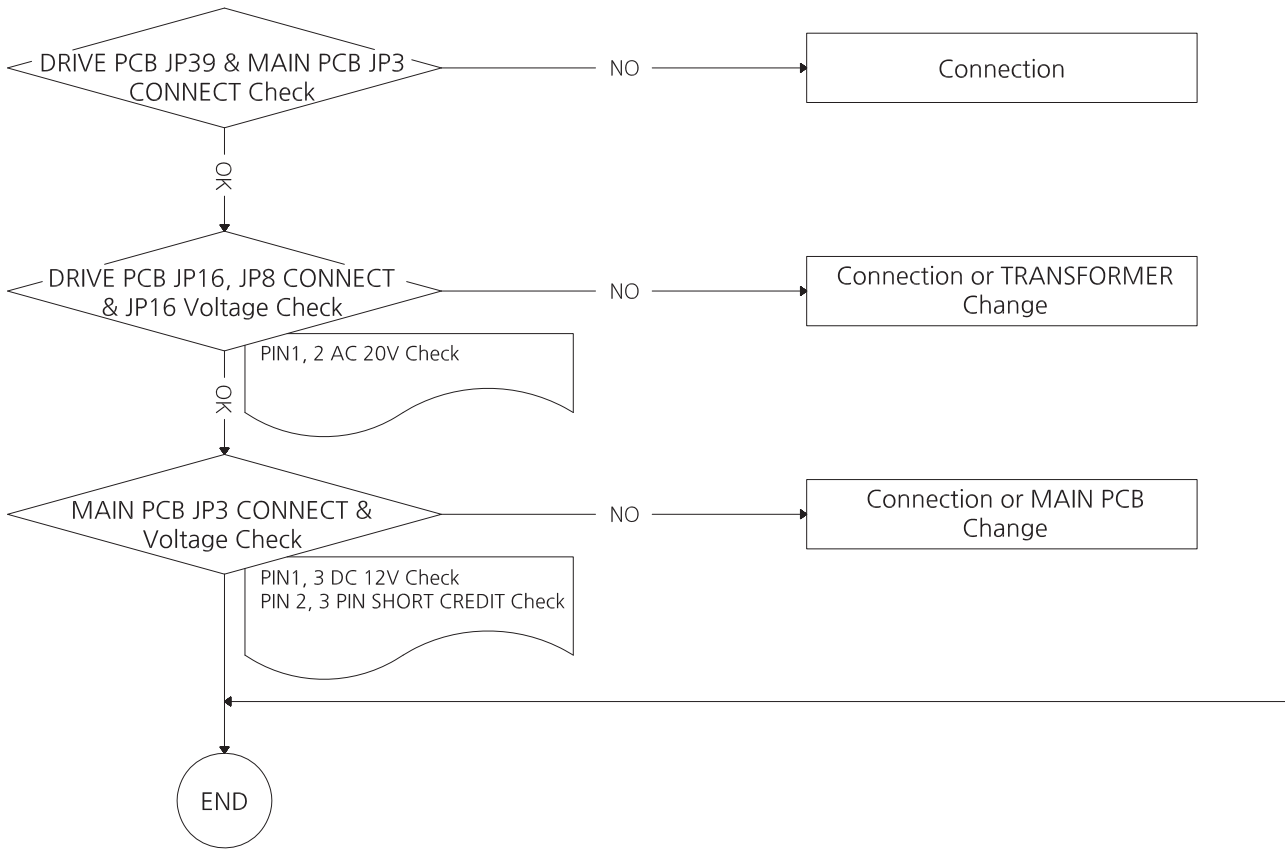 DRIVE PCB JP39 & MAIN PCB JP3
CONNECT Check
NO
Connection
OK
DRIVE PCB JP16, JP8 CONNECT
& JP16 Voltage Check
NO
Connection or TRANSFORMER
Change
PIN1, 2 AC 20V Check
OK
MAIN PCB JP3 CONNECT &
Voltage Check
NO
Connection or MAIN PCB
Change
PIN1, 3 DC 12V Check
PIN 2, 3 PIN SHORT CREDIT Check
END